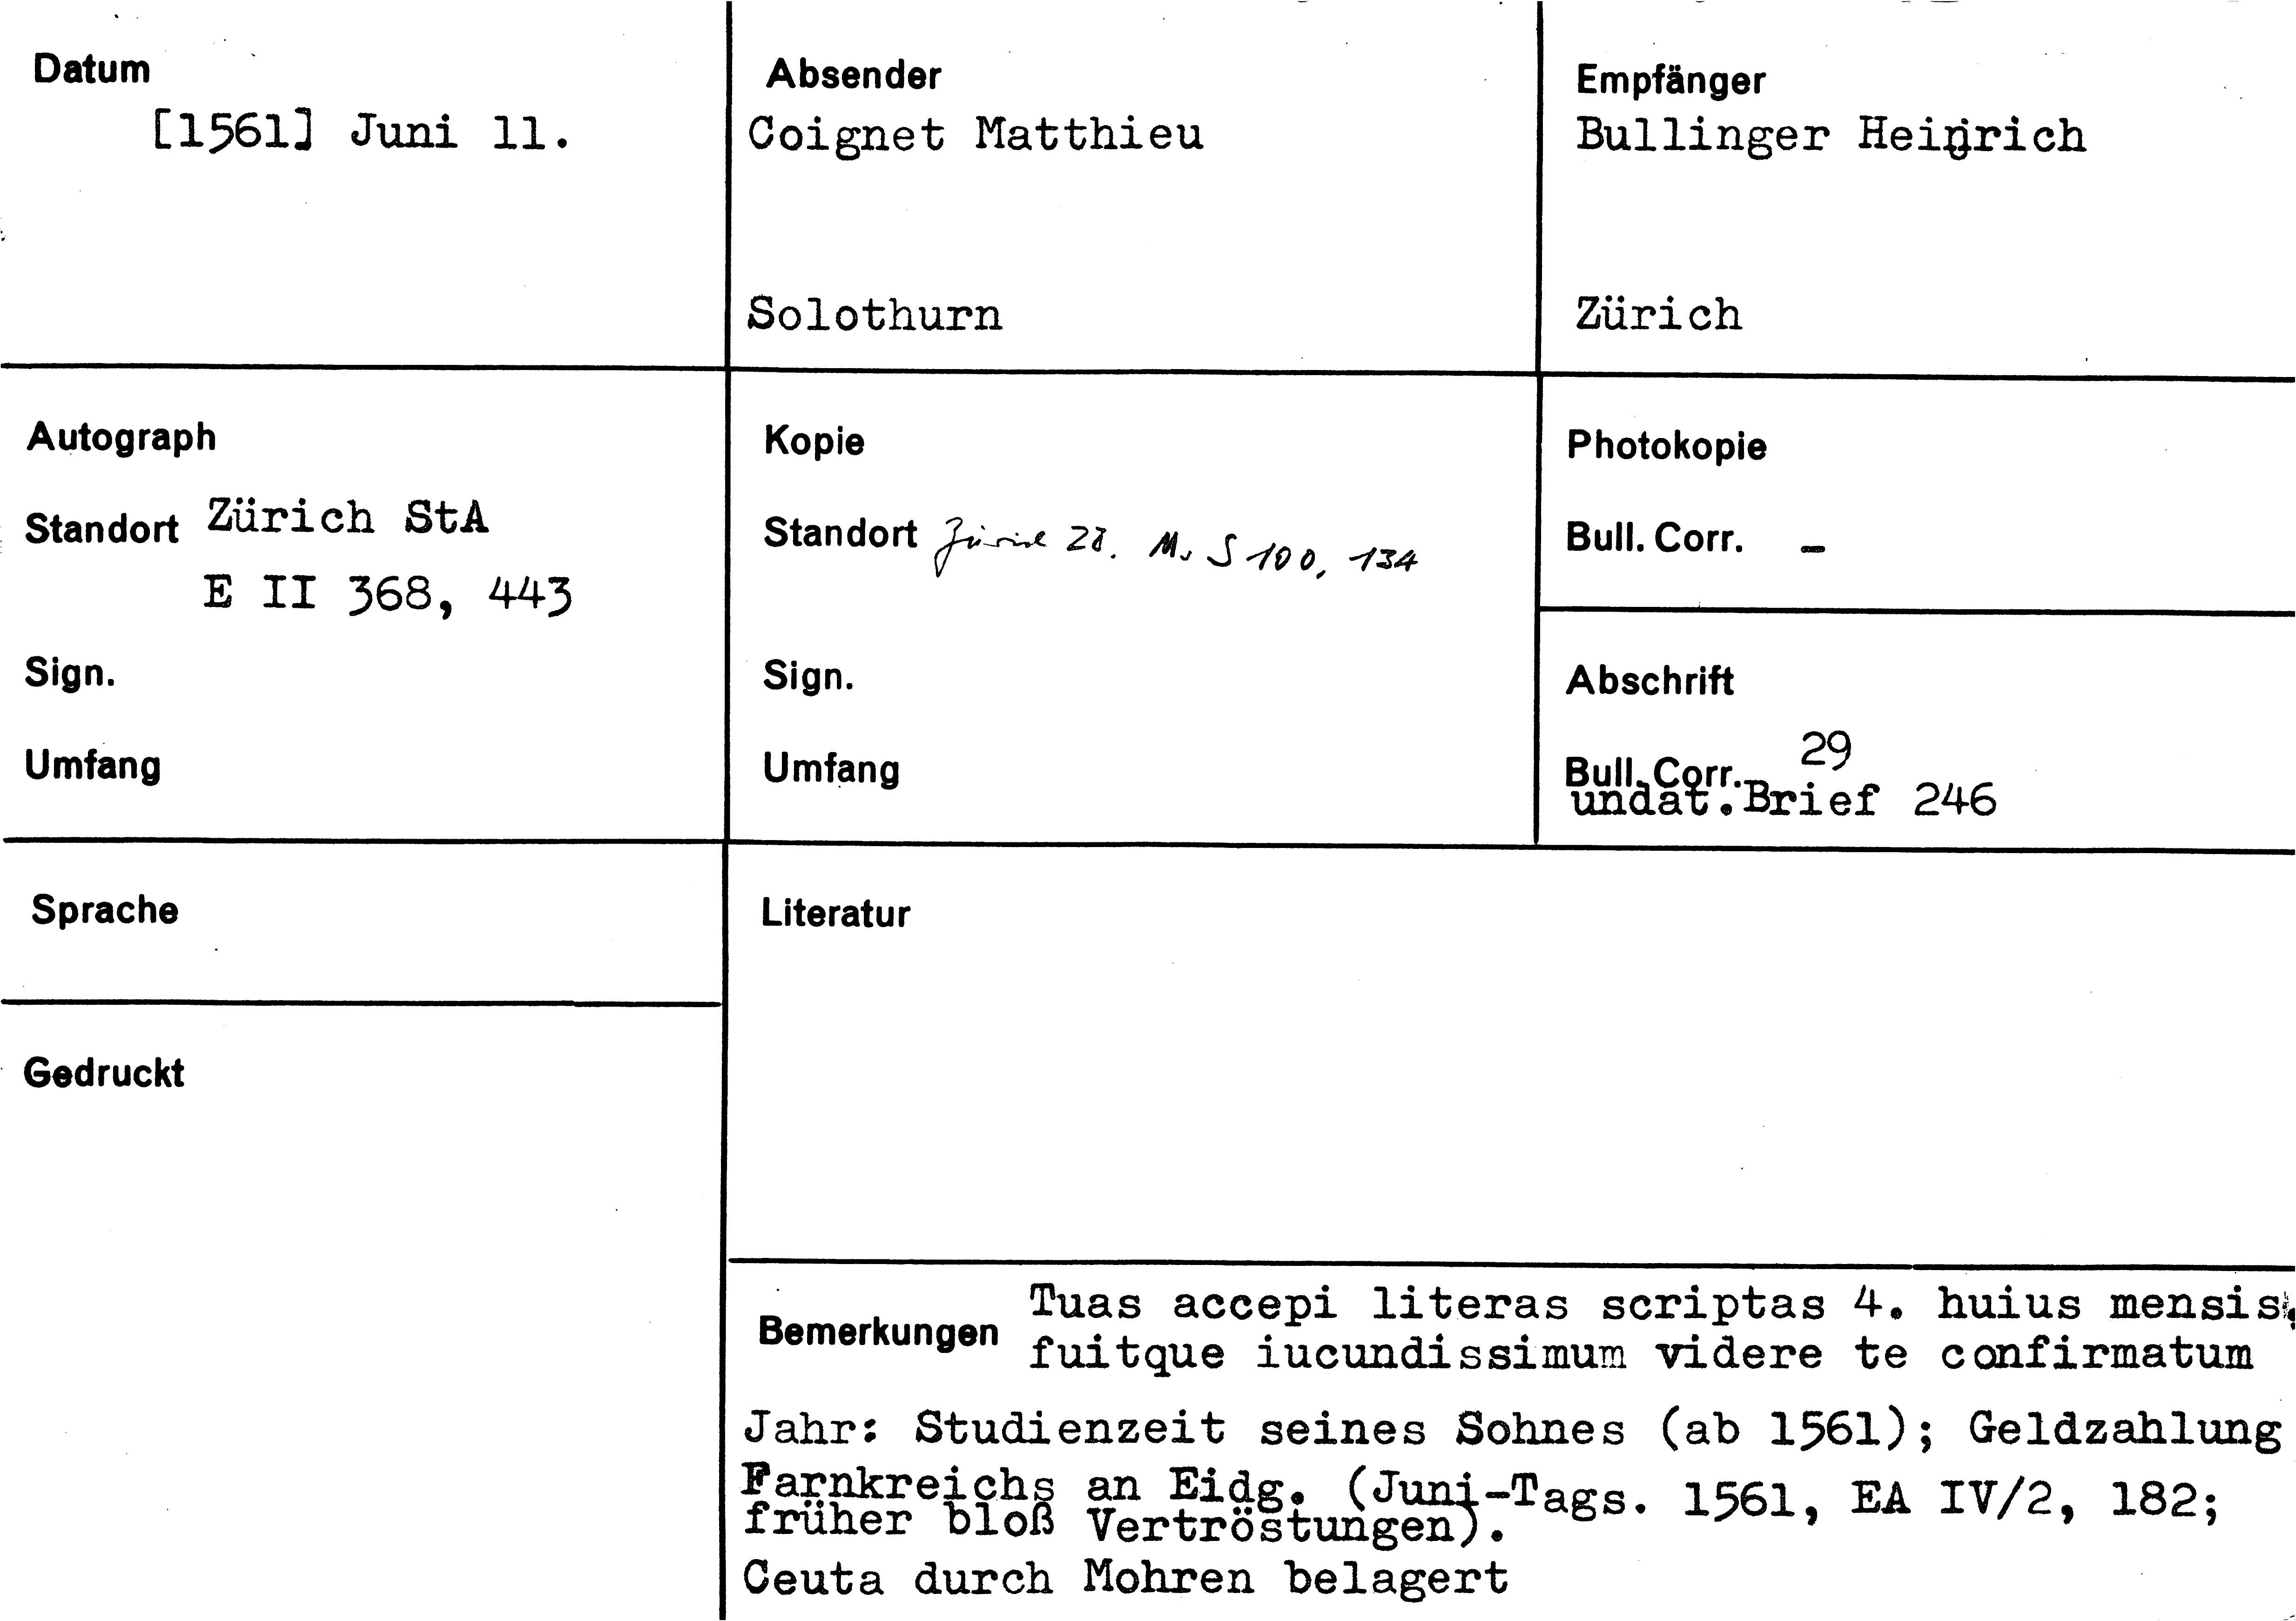 Datum
[1561] Juni 11.
Absender
Coignet Matthieu
Solothurn
Empfänger
Bullinger Heinrich
Zürich
Autograph
Standort Zürich StA
E II 368, 443
Sign.
Umfang
Kopie
Standort Zürich ZB. Ms S 100, 134
Sign.
Umfang
Photokopie
Bull. Corr. -
Abschrift
Bull. Corr. 29
undat. Brief 246
Sprache
Gedruckt
Literatur
Bemerkungen
Tuas accepi literas scriptas 4. huius mensis,
fuitque iucundissimum videre te confirmatum
Jahr: Studienzeit seines Sohnes (ab 1561); Geldzahlung
Farnkreichs an Eidg. (Juni-Tags. 1561, EA IV/2, 182;
früher bloß Vertröstungen).
Ceuta durch Mohren belagert